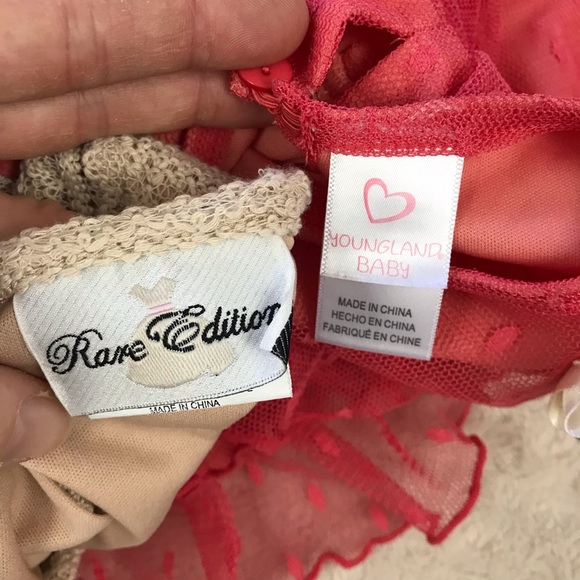 Rare Edition
MADE IN CHINA
YOUNGLAND
BABY
MADE IN CHINA
HECHO EN CHINA
FABRIQUÉ EN CHINE